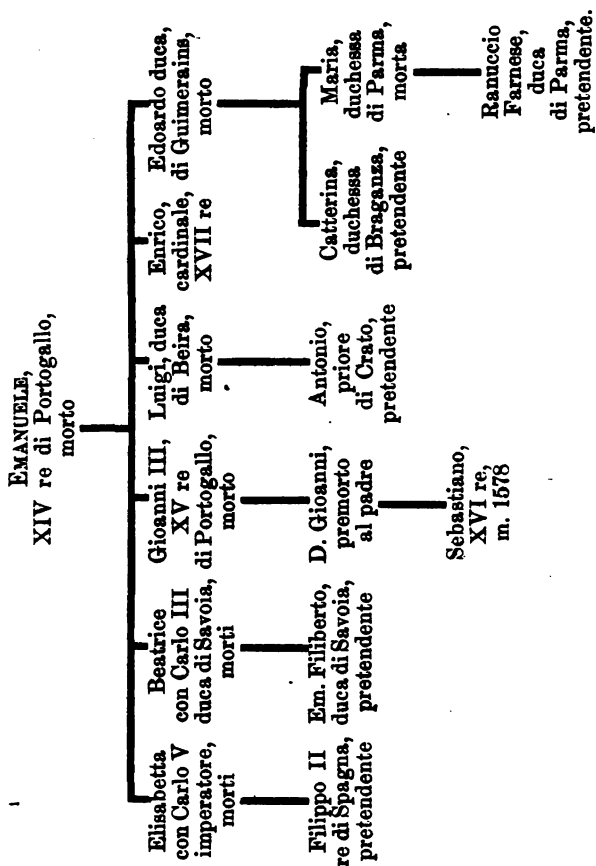 EMANUELE,
XIV re di Portogallo,
morto
Elisabetta
con Carlo V
imperatore,
morti
Beatrice
con Carlo III
duca di Savoia,
morti
Gioanni III,
XV re
di Portogallo,
morto
Luigi, duca
di Beira,
morto
Enrico,
cardinale,
XVII re
Edoardo duca,
di Guimerains,
morto
Filippo II
re di Spagna,
pretendente
Em. Filiberto,
duca di Savoia,
pretendente
D. Gioanni,
premorto
al padre
Antonio,
priore
di Crato,
pretendente
Catterina,
duchessa
di Braganza,
pretendente
Maria,
duchessa
di Parma,
morta
Sebastiano,
XVI re,
m. 1578
Ranuccio
Farnese,
duca
di Parma,
pretendente.